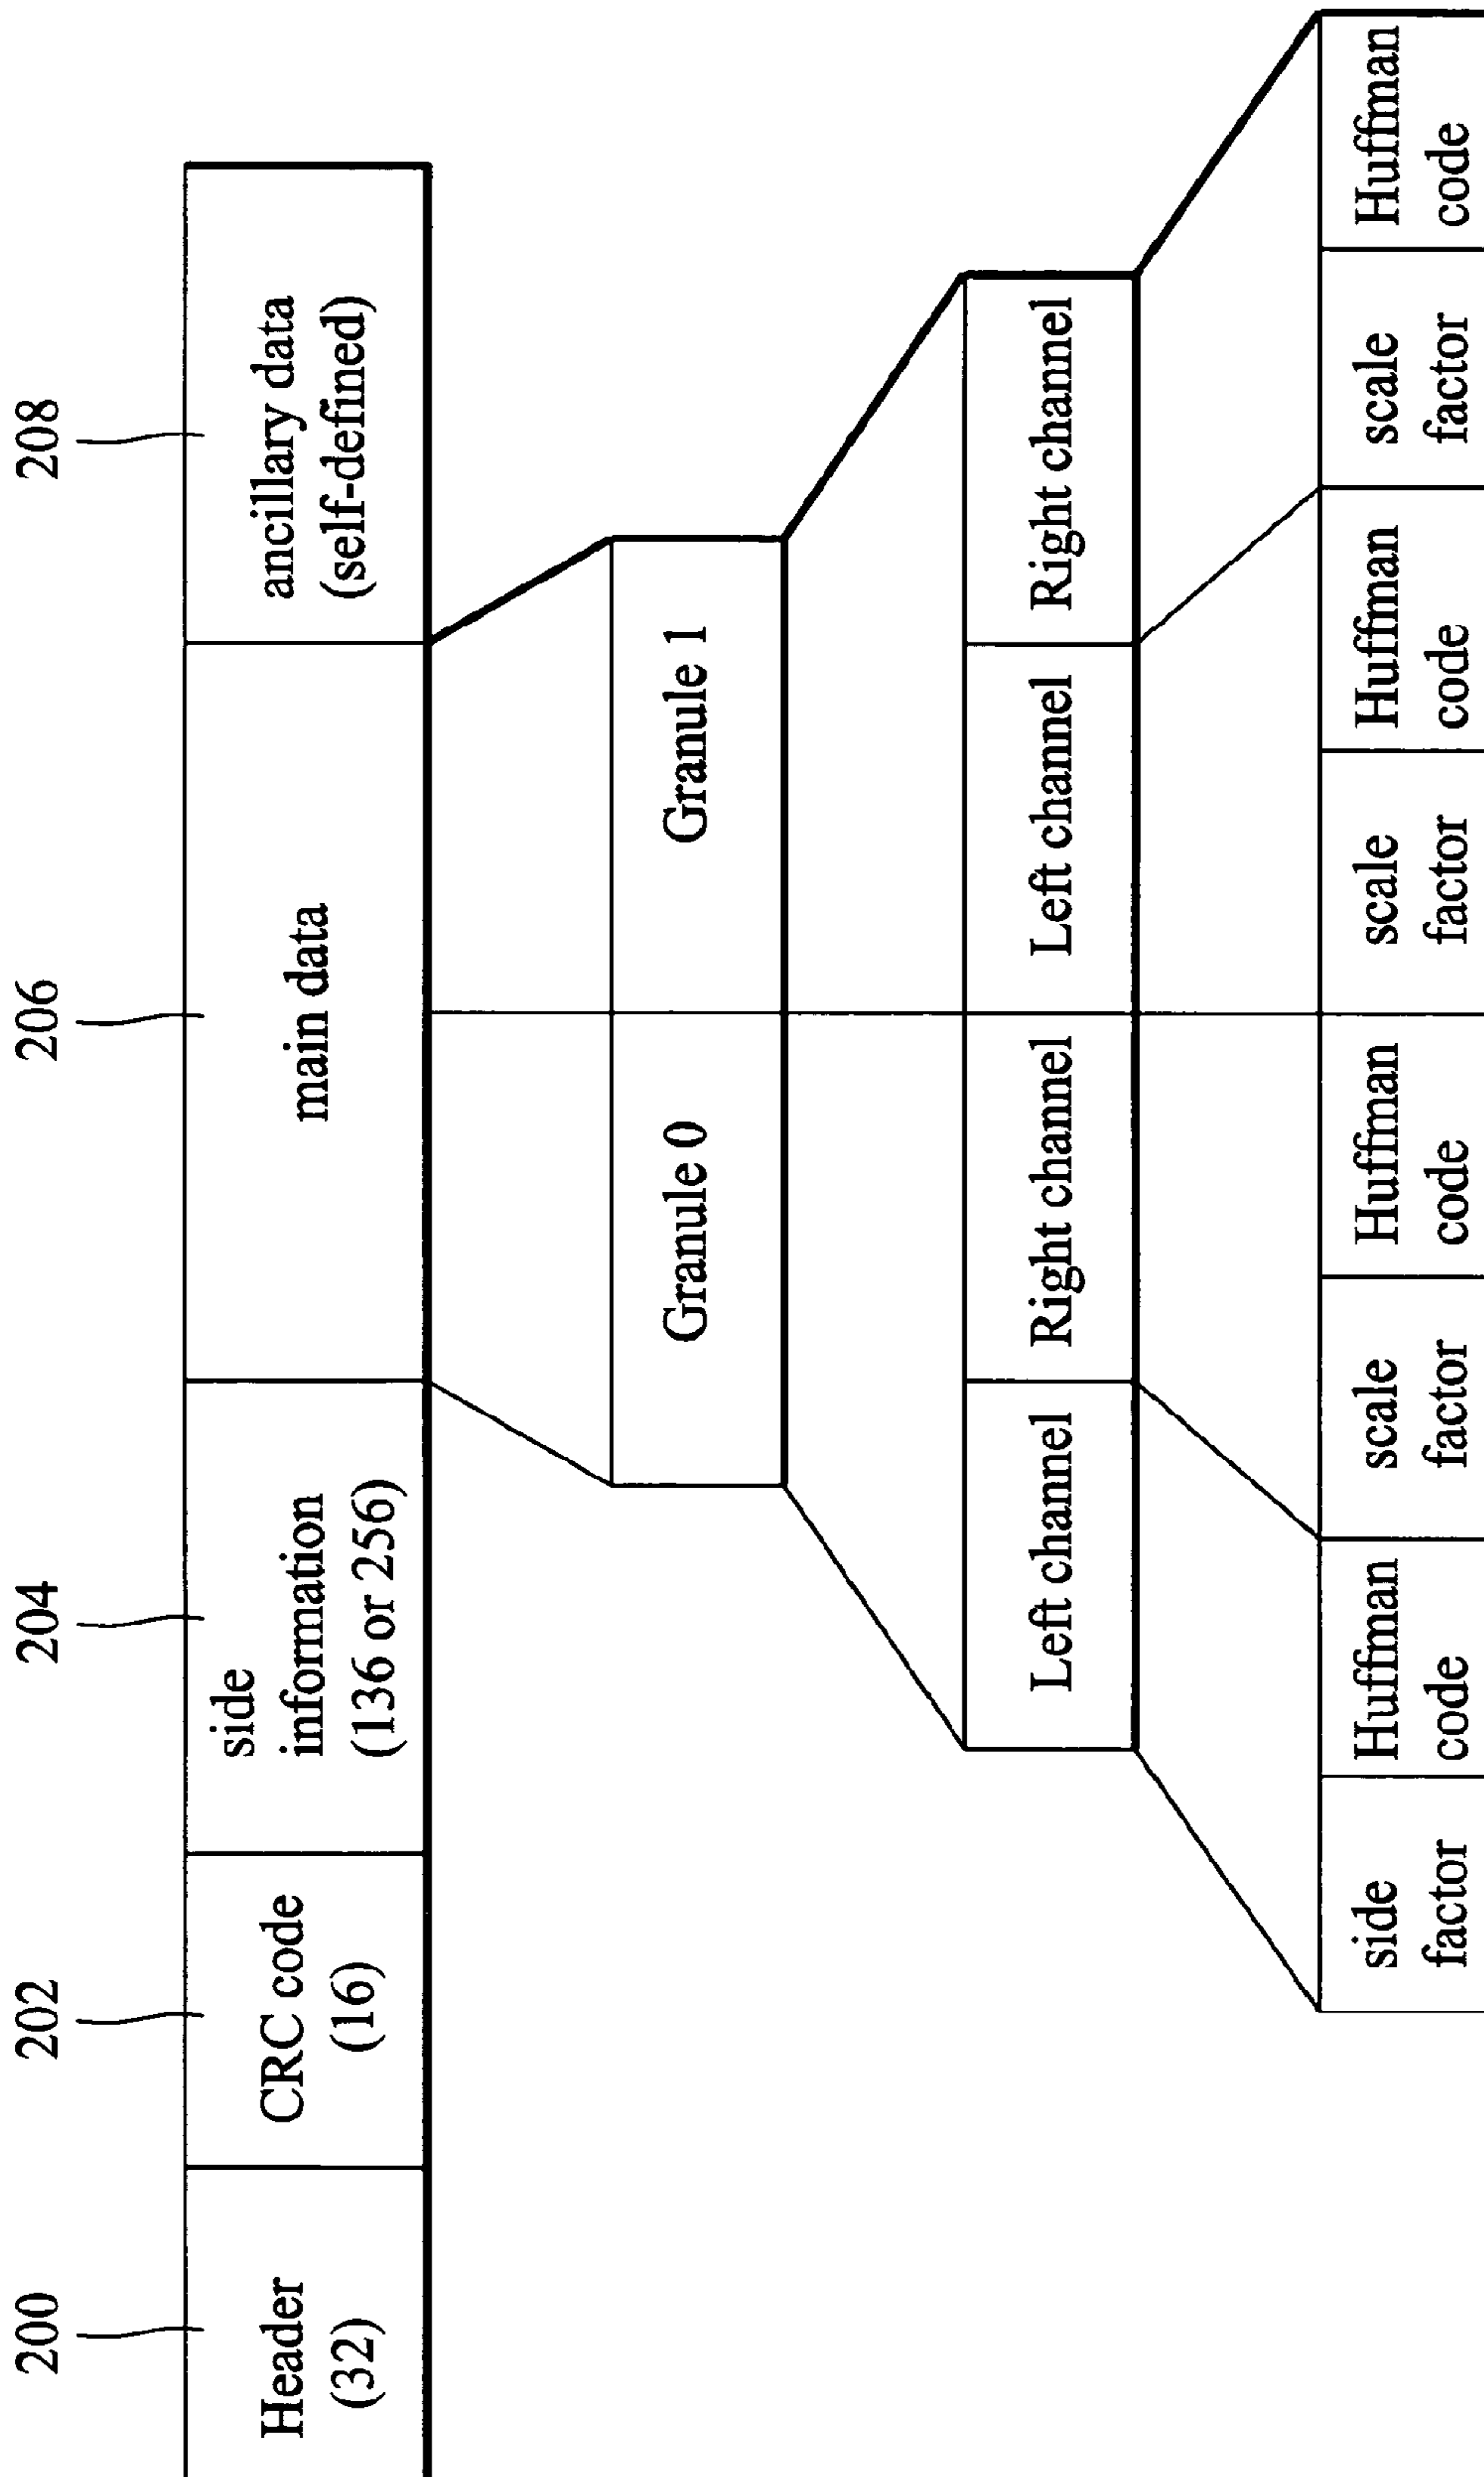 200
202
204
206
208
Header
(32)
CRC code
(16)
side
information
(136 or 256)
main data
ancillary data
(self-defined)
Granule 0
Granule 1
Left channel
Right channel
Left channel
Right channel
side
factor
Huffman
code
scale
factor
Huffman
code
scale
factor
Huffman
code
scale
factor
Huffman
code